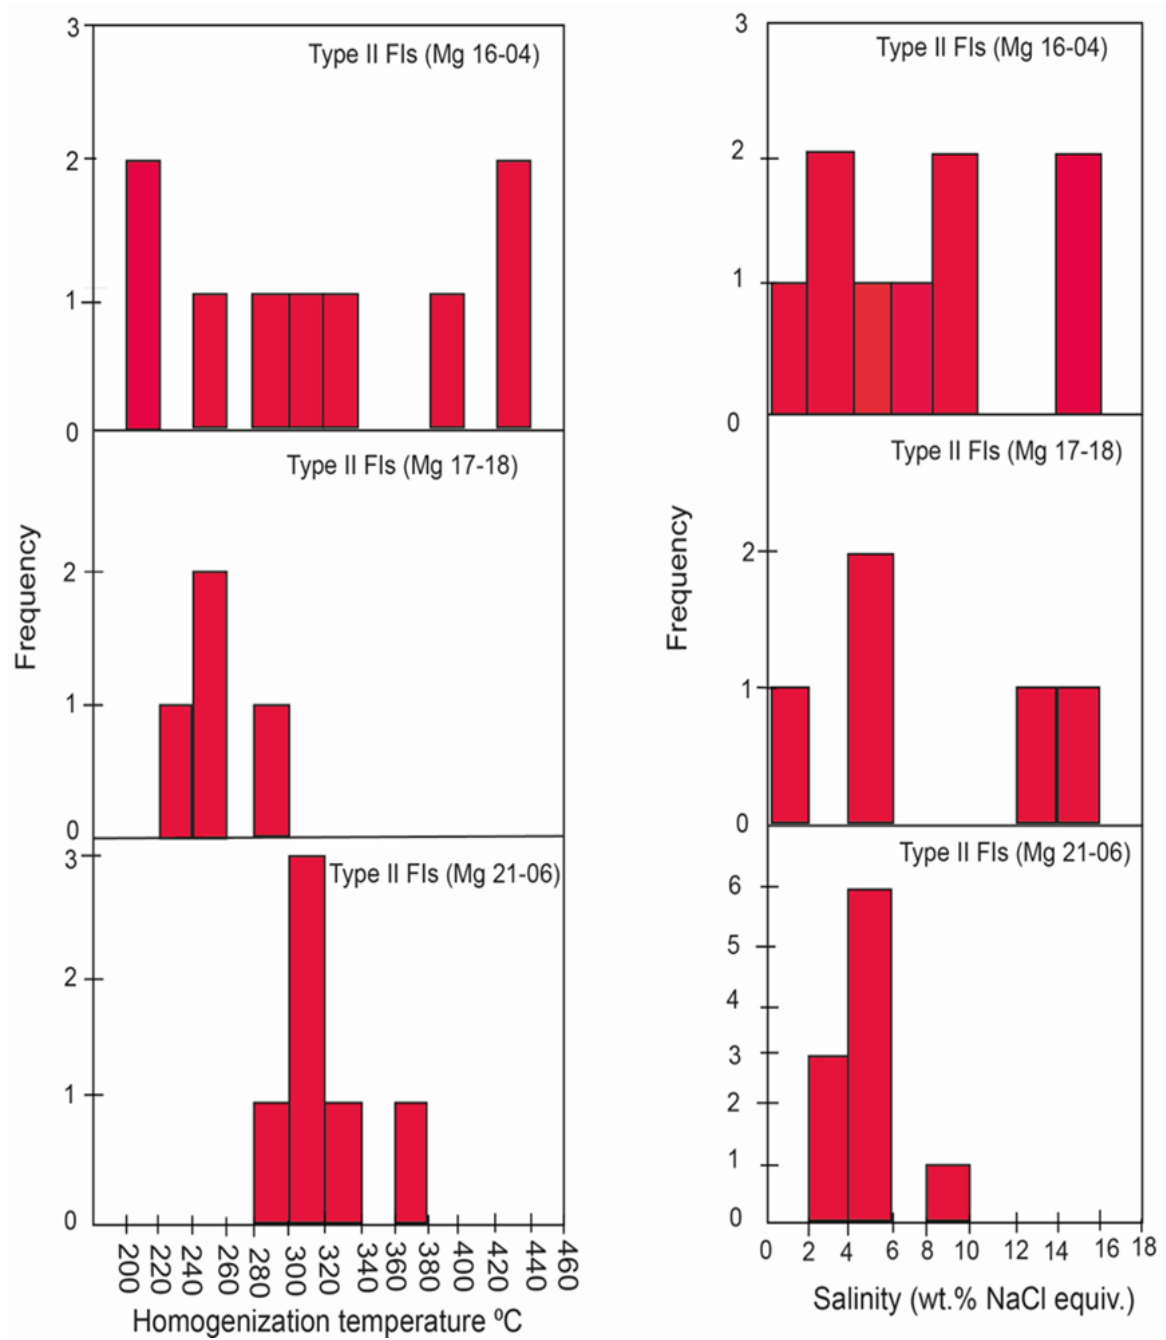 3
Type II FIs (Mg 16-04)
2
1
0
Type II FIs (Mg 17-18)
2
1
0
Frequency
3
Type II FIs (Mg 21-06)
2
1
0
200 220 240 260 280 300 320 340 360 380 400 420 440 460
Homogenization temperature ⁰C
3
Type II FIs (Mg 16-04)
2
1
0
Type II FIs (Mg 17-18)
2
1
0
Frequency
Type II FIs (Mg 21-06)
6
5
4
3
2
1
0
0 2 4 6 8 10 12 14 16 18
Salinity (wt.% NaCl equiv.)